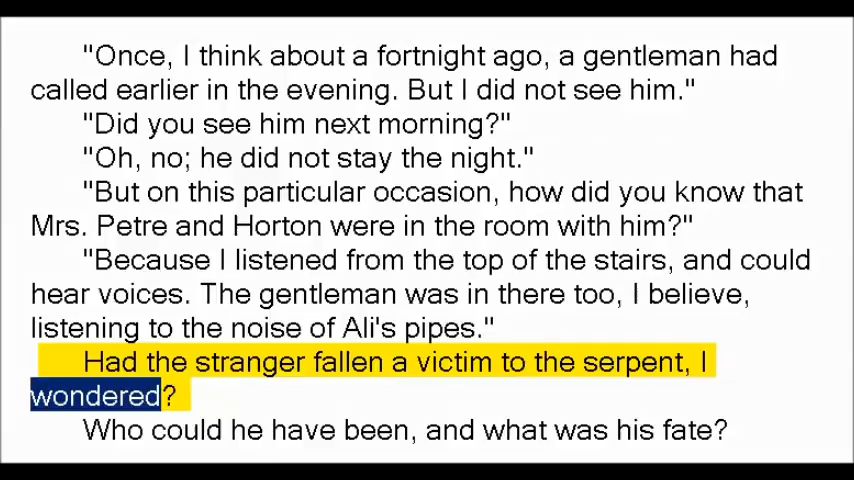 "Once, I think about a fortnight ago, a gentleman had
called earlier in the evening. But I did not see him."
"Did you see him next morning?"
"Oh, no; he did not stay the night."
"But on this particular occasion, how did you know that
Mrs. Petre and Horton were in the room with him?"
"Because I listened from the top of the stairs, and could
hear voices. The gentleman was in there too, I believe,
listening to the noise of Ali's pipes."
Had the stranger fallen a victim to the serpent, I
wondered?
Who could he have been, and what was his fate?